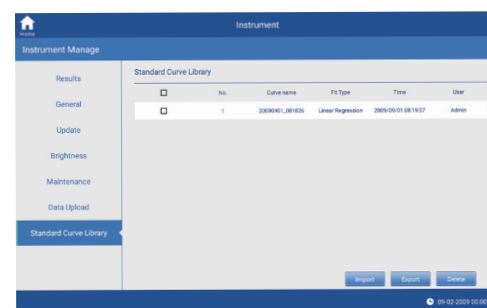 Instrument
Home
Instrument Manage
Results
General
Update
Brightness
Maintenance
Data Upload
Standard Curve Library
Standard Curve Library
No. Curve name Fit Type Time User
1 20090901_081826 Linear Regression 2009/09/01 08:19:37 Admin
Import Export Delete
09-02-2009 00:00